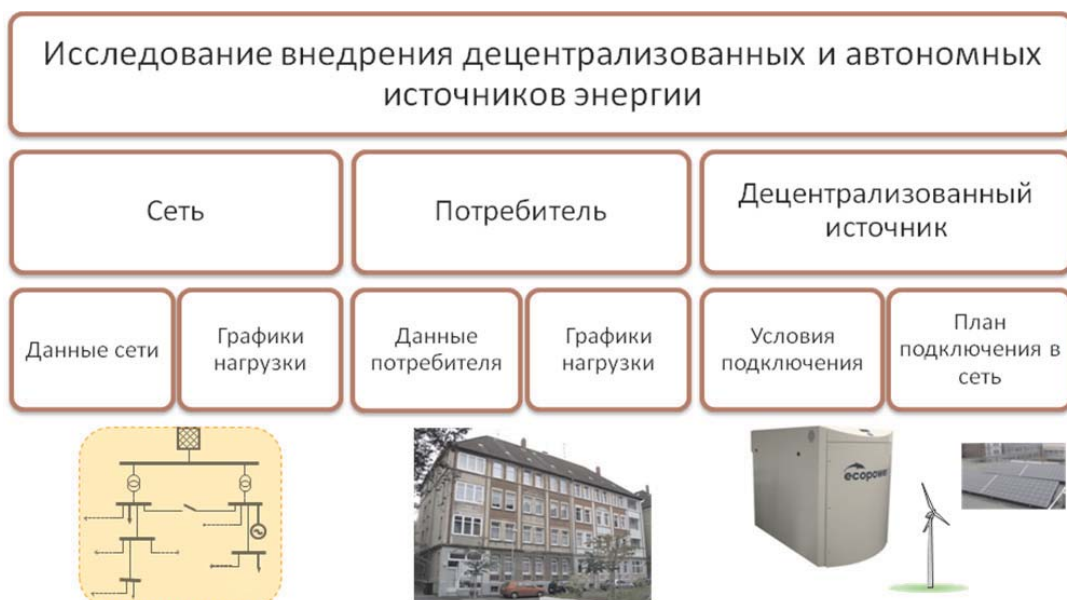 Исследование внедрения децентрализованных и автономных
источников энергии
Сеть
Потребитель
Децентрализованный
источник
Данные сети
Графики
нагрузки
Данные
потребителя
Графики
нагрузки
Условия
подключения
План
подключения в
сеть
ecopower